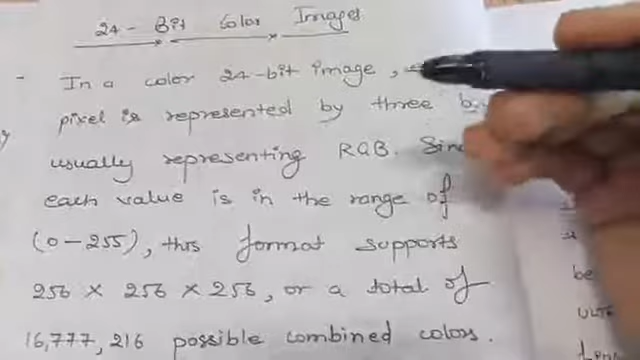 24-Bit Color Images
- In a color 24-bit image,
pixel is represented by three
usually representing RGB.
each value is in the range of
(0-255), this format supports
256 × 256 × 256, or a total of
16,777,216 possible combined colors.
be
ULTR